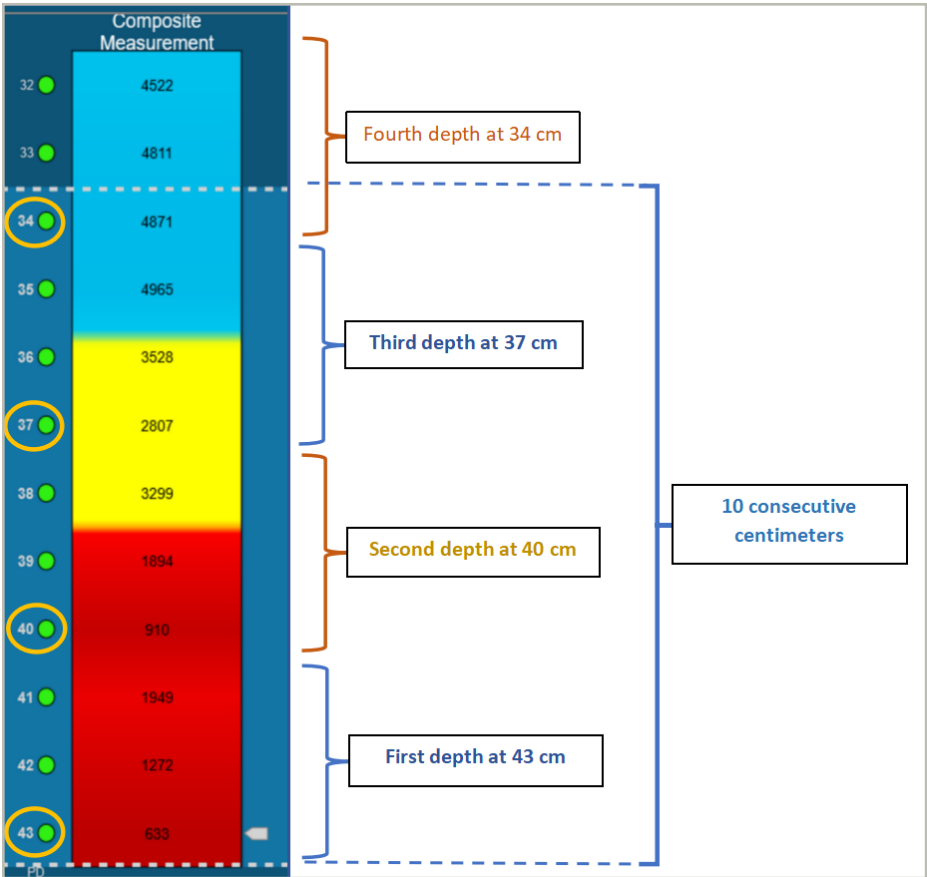 Composite
Measurement
32 4522
33 4811
Fourth depth at 34 cm
34 4871
35 4965
Third depth at 37 cm
36 3528
37 2807
38 3299
10 consecutive
centimeters
Second depth at 40 cm
39 1894
40 910
41 1949
First depth at 43 cm
42 1272
43 633
PD